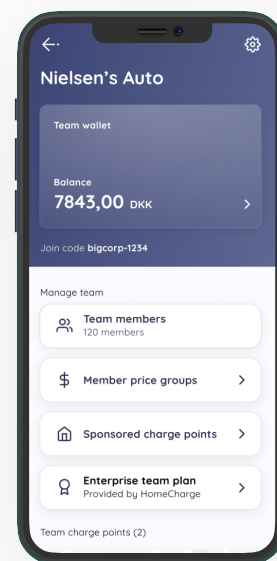 Nielsen's Auto
Team wallet
Balance
7843,00 DKK
Join code bigcorp-1234
Manage team
Team members
120 members
Member price groups
Sponsored charge points
Enterprise team plan
Provided by HomeCharge
Team charge points (2)